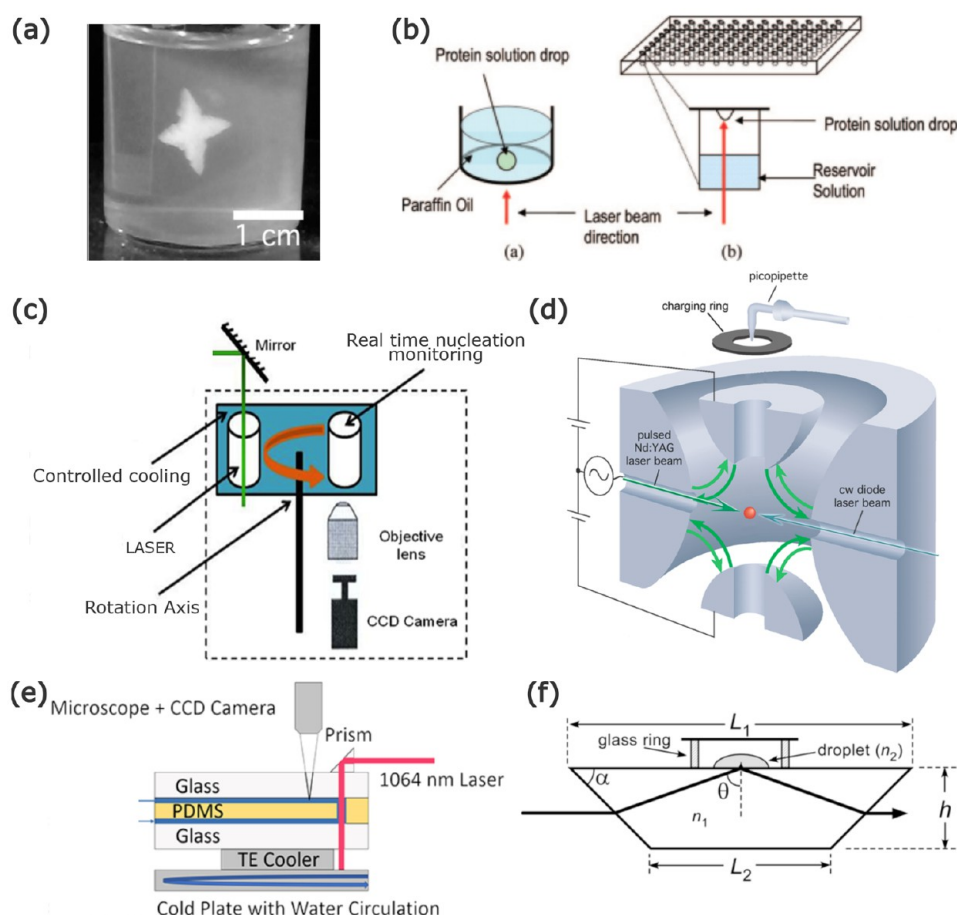 (a)
1 cm
(b)
Protein solution drop
Paraffin Oil
Laser beam
direction
(a)
Protein solution drop
Reservoir
Solution
(b)
(c)
Mirror
Real time nucleation
monitoring
Controlled cooling
LASER
Rotation Axis
Objective
lens
CCD Camera
(d)
picopipette
charging ring
pulsed
Nd:YAG
laser beam
cw diode
laser beam
(e)
Microscope + CCD Camera
Prism
1064 nm Laser
Glass
PDMS
Glass
TE Cooler
Cold Plate with Water Circulation
(f)
L₁
glass ring
droplet (n₂)
α
θ
n₁
h
L₂